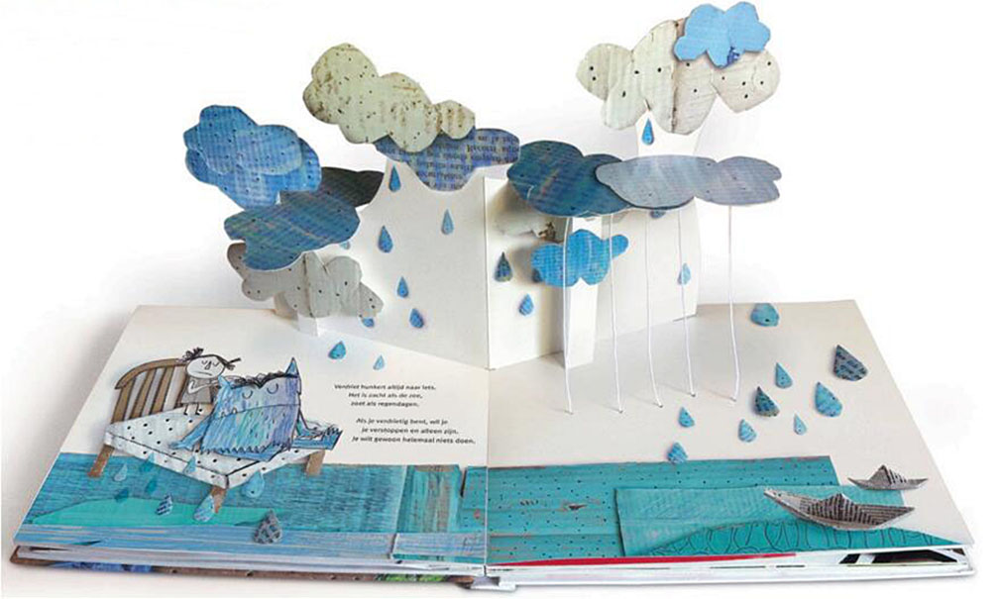 Verdriet hunkert altijd naar iets.
Het is zacht als de zee,
zoet als regendagen.
Als je verdrietig bent, wil je
je verstoppen en alleen zijn.
Je wilt gewoon helemaal niets doen.